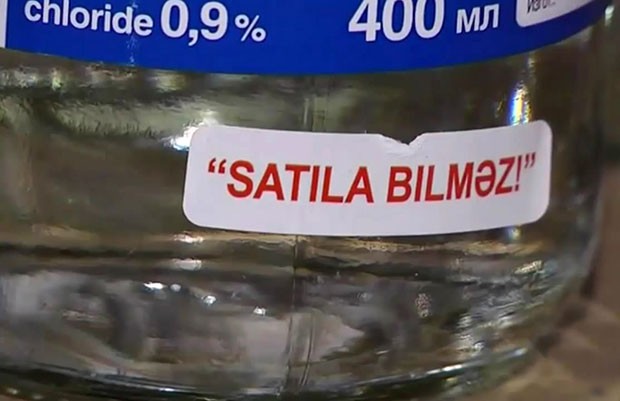 chloride 0,9%
400 мл
“SATILA BILMƏZ!”